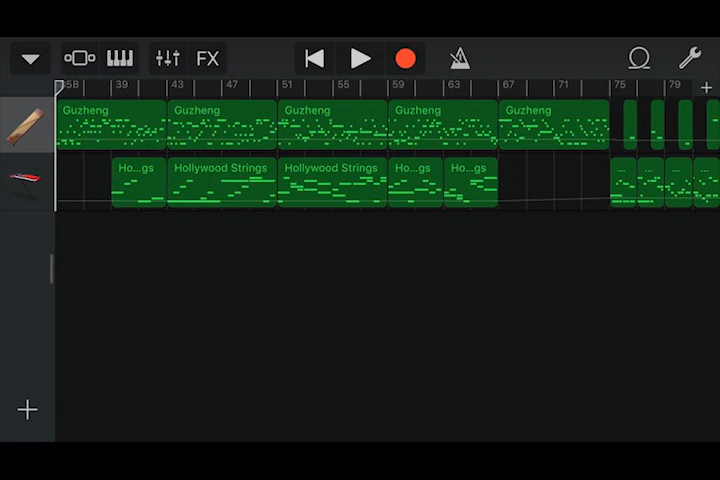 FX
35B 39 43 47 51 55 59 63 67 71 75 79
Guzheng Guzheng Guzheng Guzheng Guzheng
Ho...gs Hollywood Strings Hollywood Strings Ho...gs Ho...gs ... ... ... ...